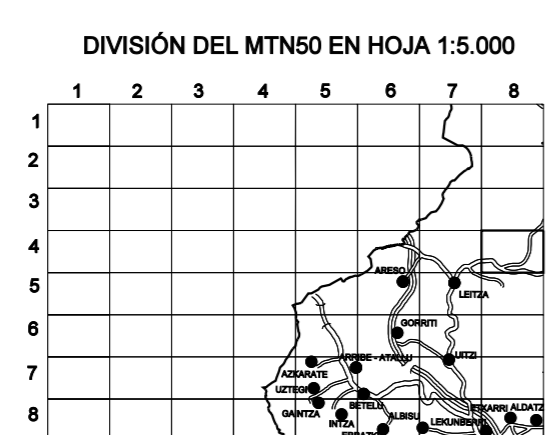 DIVISIÓN DEL MTN50 EN HOJA 1:5.000
1 2 3 4 5 6 7 8
1
2
3
4
ARESO
5
LEITZA
6
GORRITI
ARRIBE - ATALLU
UITZI
7
AZKARATE
UZTEGI
BETELU
ALDATZ
GAINTZA
ALBISU
8
INTZA